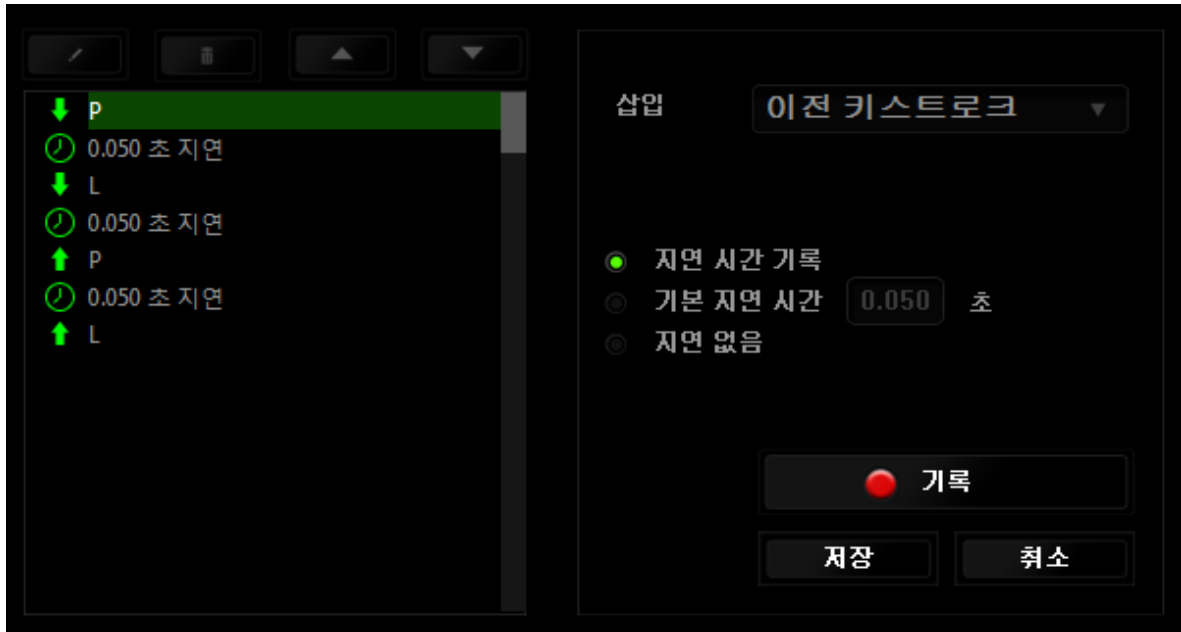 P
0.050 초 지연
L
0.050 초 지연
P
0.050 초 지연
L
삽입 이전 키스트로크
지연 시간 기록
기본 지연 시간 0.050 초
지연 없음
기록
저장 취소